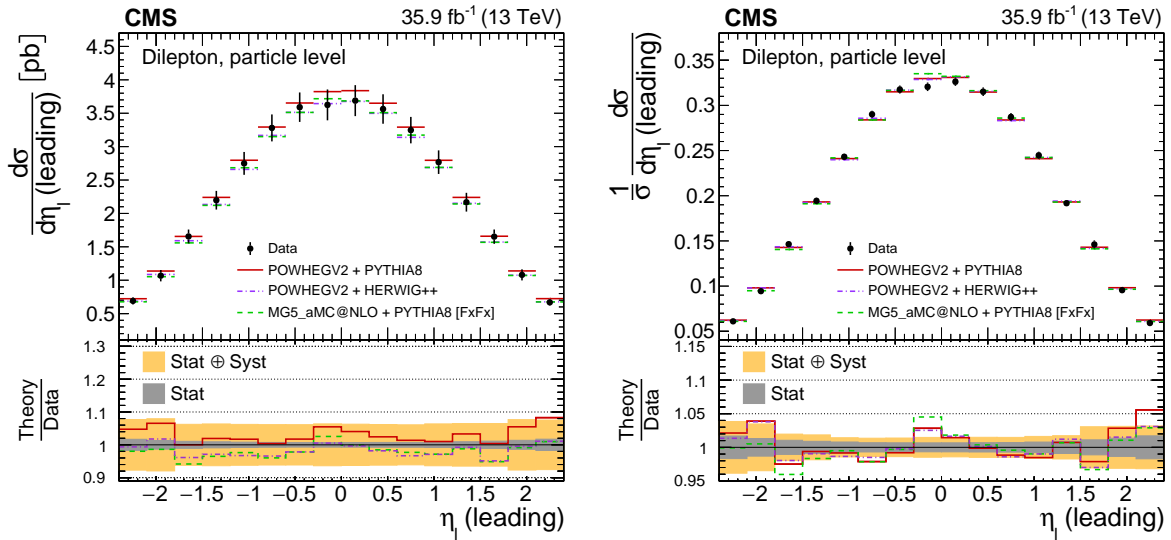 CMS 35.9 fb⁻¹ (13 TeV)
Dilepton, particle level
dσ
dη_l (leading) [pb]
4.5
4
3.5
3
2.5
2
1.5
1
0.5
Data
POWHEGV2 + PYTHIA8
POWHEGV2 + HERWIG++
MG5_aMC@NLO + PYTHIA8 [FxFx]
Theory
Data
1.3
1.2
1.1
1
0.9
Stat ⊕ Syst
Stat
−2 −1.5 −1 −0.5 0 0.5 1 1.5 2
η_l (leading)
CMS 35.9 fb⁻¹ (13 TeV)
Dilepton, particle level
1 dσ
σ dη_l (leading)
0.35
0.3
0.25
0.2
0.15
0.1
0.05
Data
POWHEGV2 + PYTHIA8
POWHEGV2 + HERWIG++
MG5_aMC@NLO + PYTHIA8 [FxFx]
Theory
Data
1.15
1.1
1.05
1
0.95
Stat ⊕ Syst
Stat
−2 −1.5 −1 −0.5 0 0.5 1 1.5 2
η_l (leading)